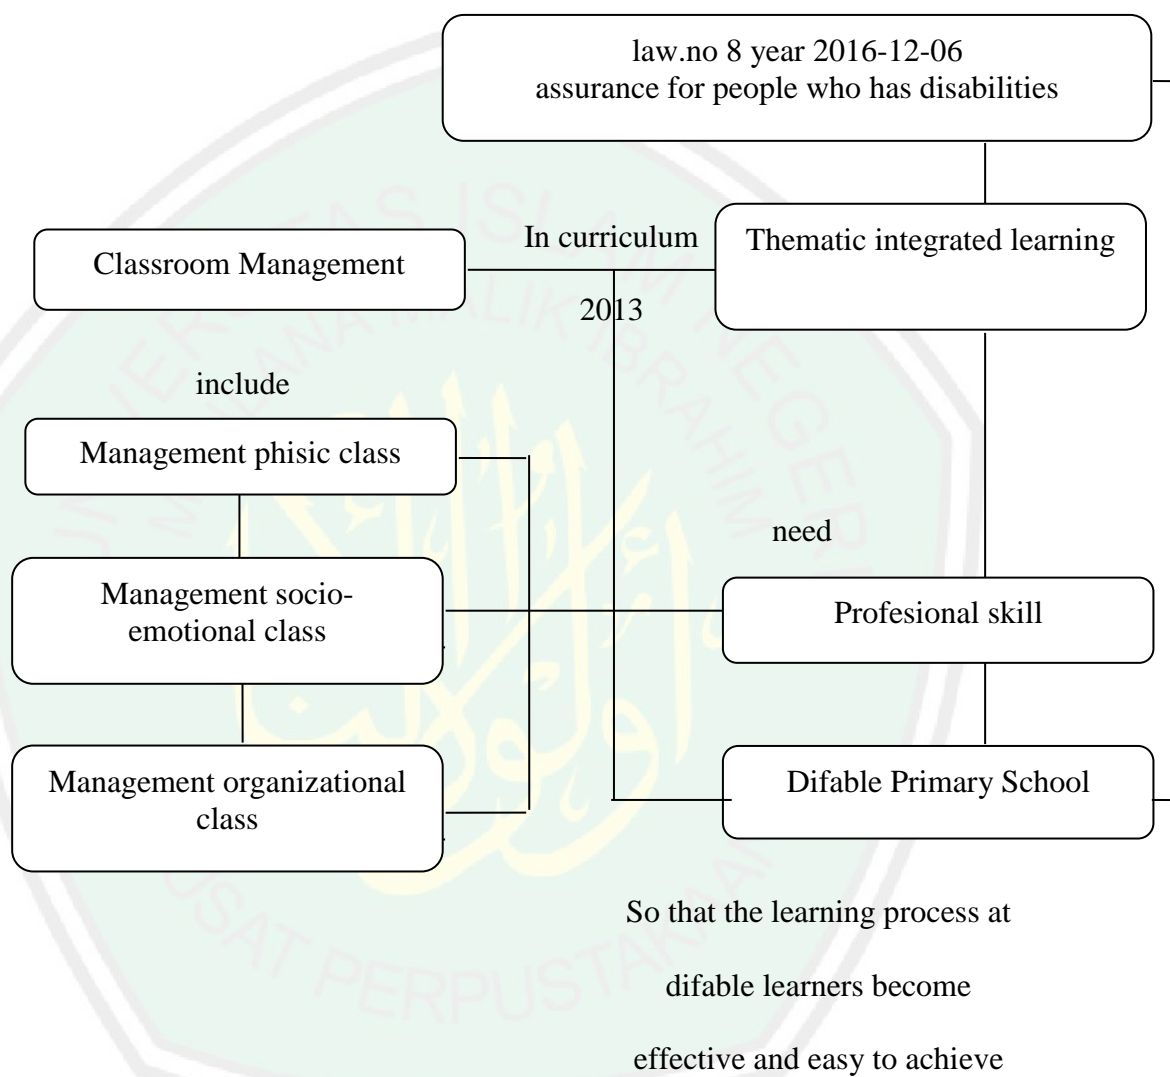 law.no 8 year 2016-12-06
assurance for people who has disabilities
In curriculum
2013
Thematic integrated learning
Classroom Management
include
Management phisic class
need
Management socio-
emotional class
Profesional skill
Management organizational
class
Difable Primary School
So that the learning process at
difable learners become
effective and easy to achieve